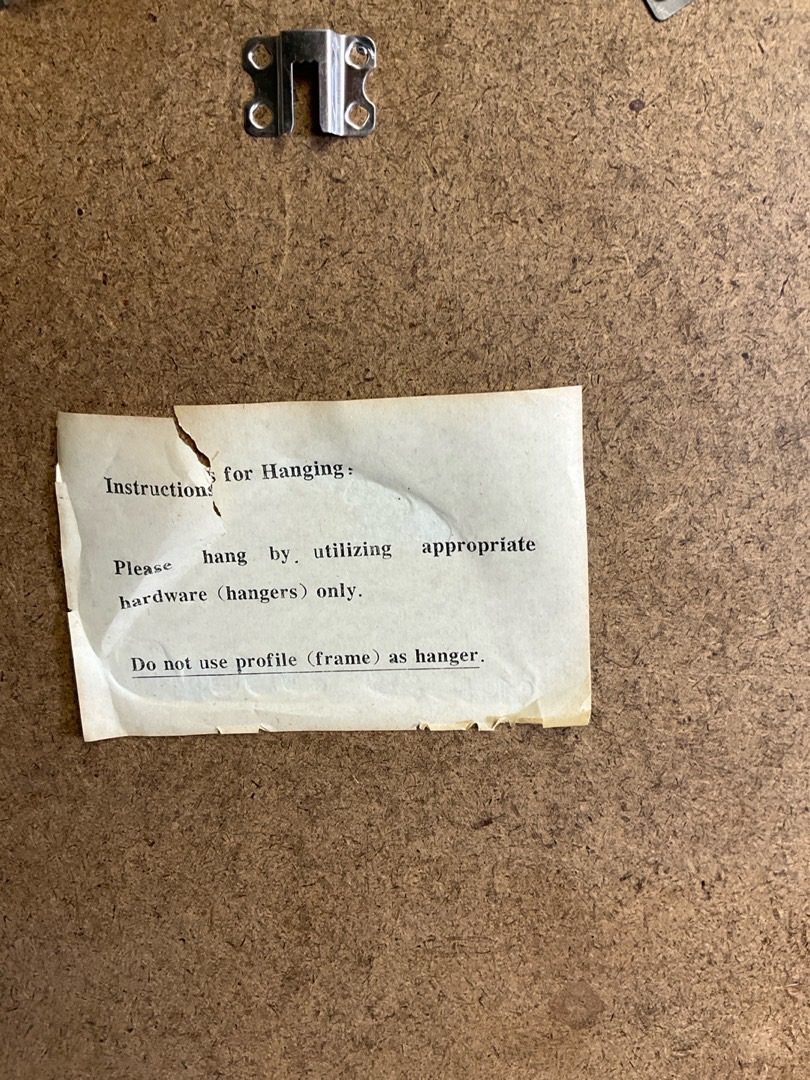 Instructions for Hanging:
Please hang by utilizing appropriate
hardware (hangers) only.
Do not use profile (frame) as hanger.